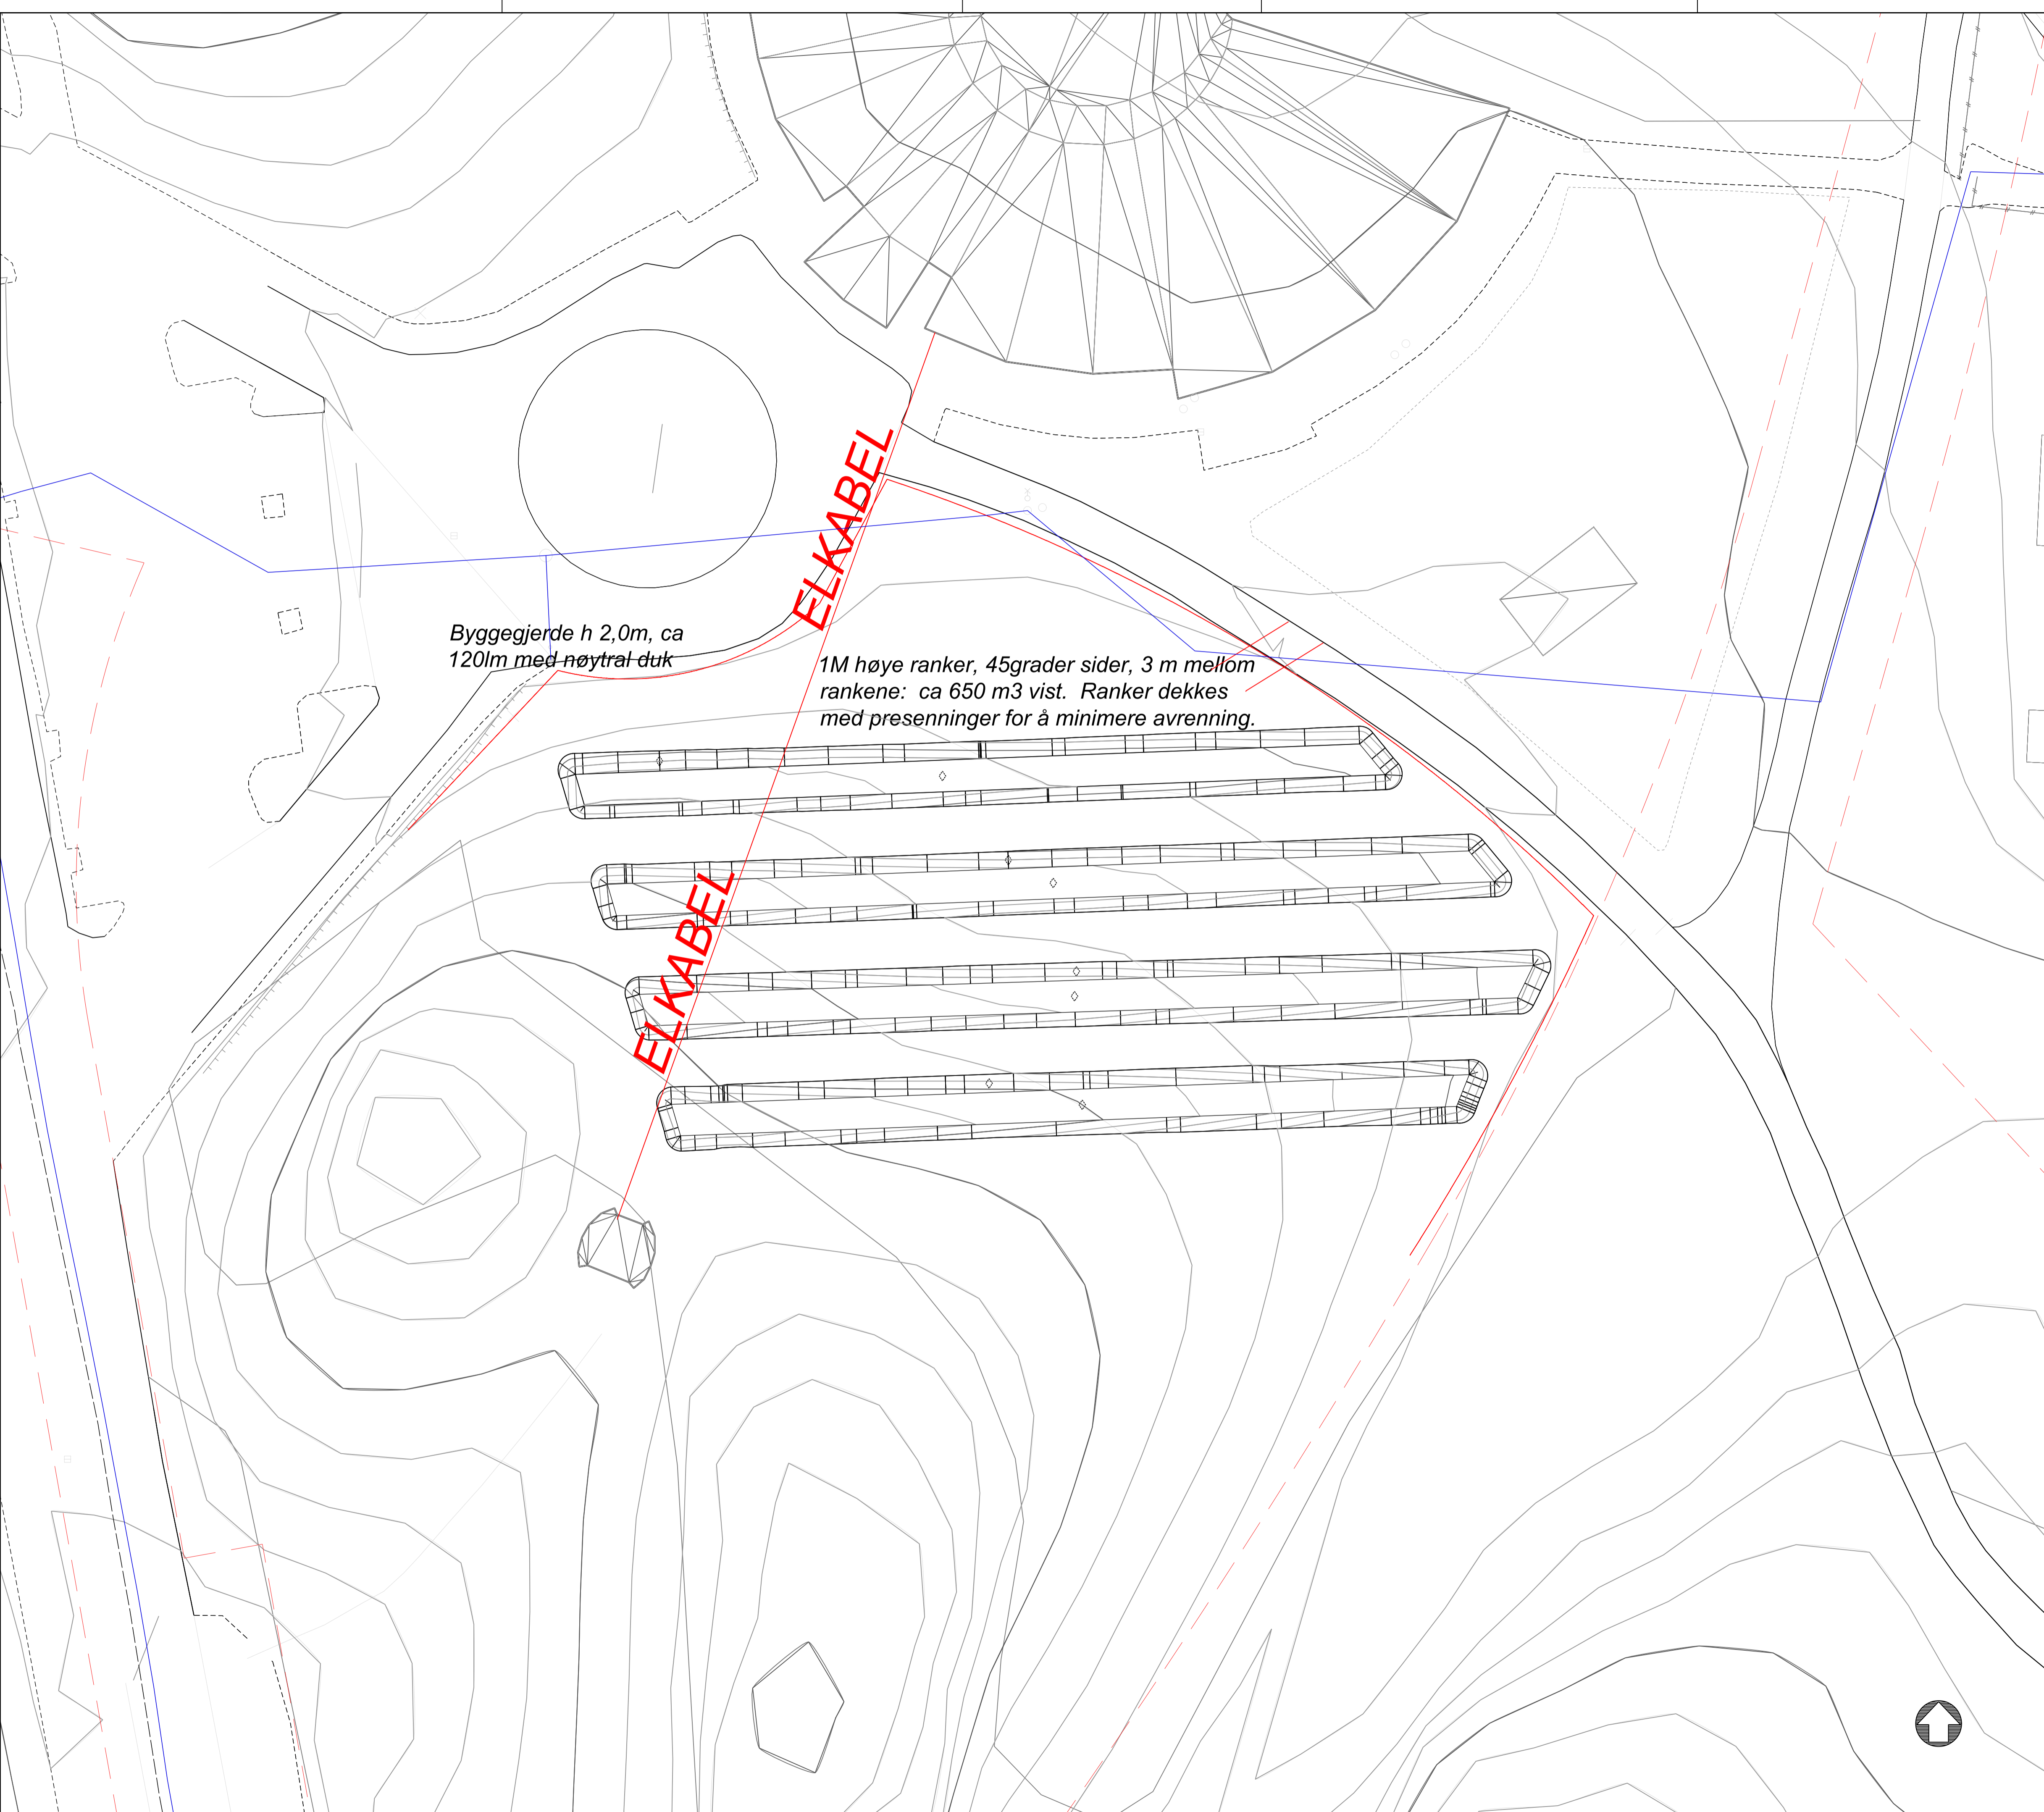 ELKABEL
Byggegjerde h 2,0m, ca
120lm med nøytral duk
1M høye ranker, 45grader sider, 3 m mellom
rankene:  ca 650 m3 vist.  Ranker dekkes
med presenninger for å minimere avrenning.
ELKABEL